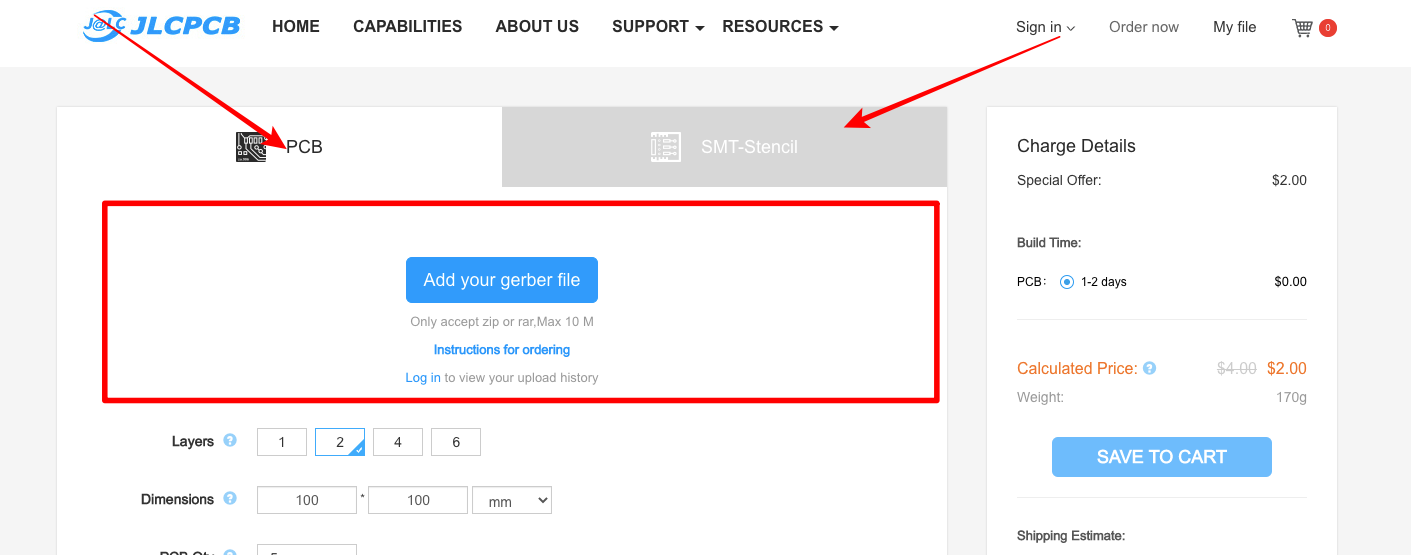 J@LC JLCPCB HOME CAPABILITIES ABOUT US SUPPORT RESOURCES Sign in Order now My file 0
PCB SMT-Stencil
Add your gerber file
Only accept zip or rar,Max 10 M
Instructions for ordering
Log in to view your upload history
Layers ? 1 2 4 6
Dimensions ? 100 * 100 mm
PCB Qty ? 5
Charge Details
Special Offer: $2.00
Build Time:
PCB: 1-2 days $0.00
Calculated Price: ? $4.00 $2.00
Weight: 170g
SAVE TO CART
Shipping Estimate: